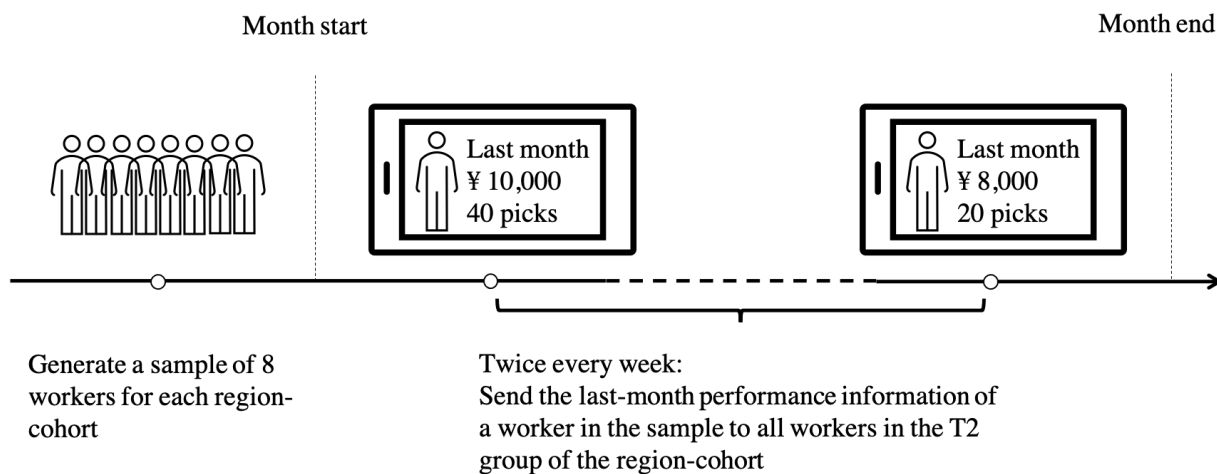 Month start
Month end
Last month
¥ 10,000
40 picks
Last month
¥ 8,000
20 picks
Generate a sample of 8
workers for each region-
cohort
Twice every week:
Send the last-month performance information of
a worker in the sample to all workers in the T2
group of the region-cohort